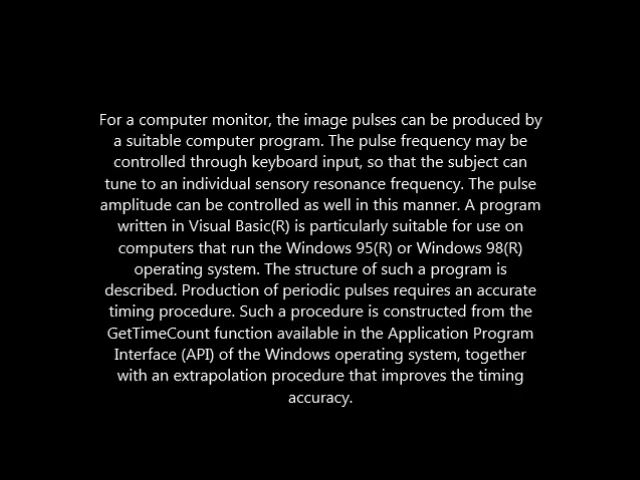 For a computer monitor, the image pulses can be produced by
a suitable computer program. The pulse frequency may be
controlled through keyboard input, so that the subject can
tune to an individual sensory resonance frequency. The pulse
amplitude can be controlled as well in this manner. A program
written in Visual Basic(R) is particularly suitable for use on
computers that run the Windows 95(R) or Windows 98(R)
operating system. The structure of such a program is
described. Production of periodic pulses requires an accurate
timing procedure. Such a procedure is constructed from the
GetTimeCount function available in the Application Program
Interface (API) of the Windows operating system, together
with an extrapolation procedure that improves the timing
accuracy.